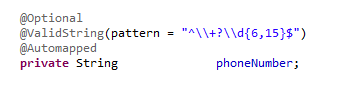 @Optional
@ValidString(pattern = "^\\+?\\d{6,15}$")
@Automapped
private String phoneNumber;